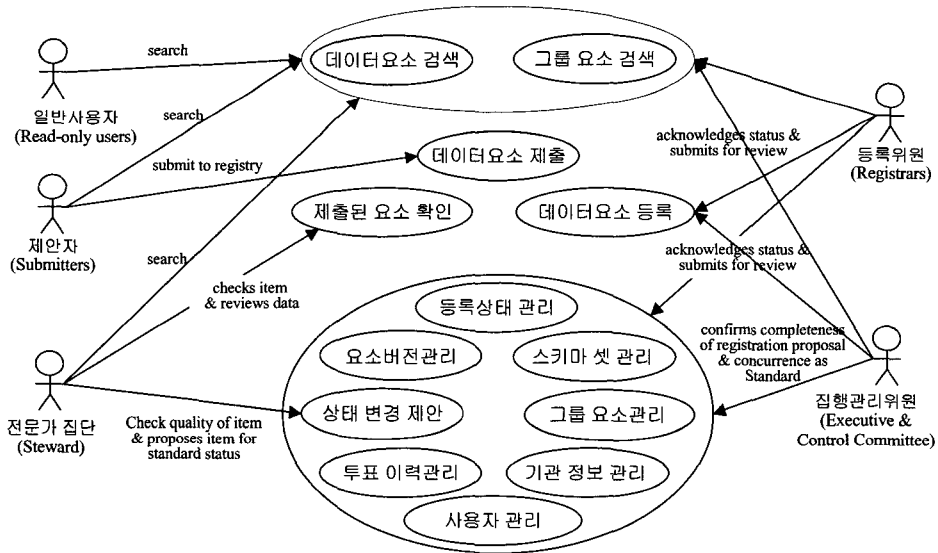 search
데이터요소 검색
그룹 요소 검색
일반사용자
(Read-only users)
search
acknowledges status &
submits for review
등록위원
(Registrars)
submit to registry
데이터요소 제출
제안자
(Submitters)
제출된 요소 확인
데이터요소 등록
search
acknowledges status &
submits for review
checks item
& reviews data
등록상태 관리
요소버전관리
스키마 셋 관리
confirms completeness
of registration proposal
& concurrence as
Standard
전문가 집단
(Steward)
Check quality of item
& proposes item for
standard status
상태 변경 제안
그룹 요소관리
집행관리위원
(Executive &
Control Committee)
투표 이력관리
기관 정보 관리
사용자 관리